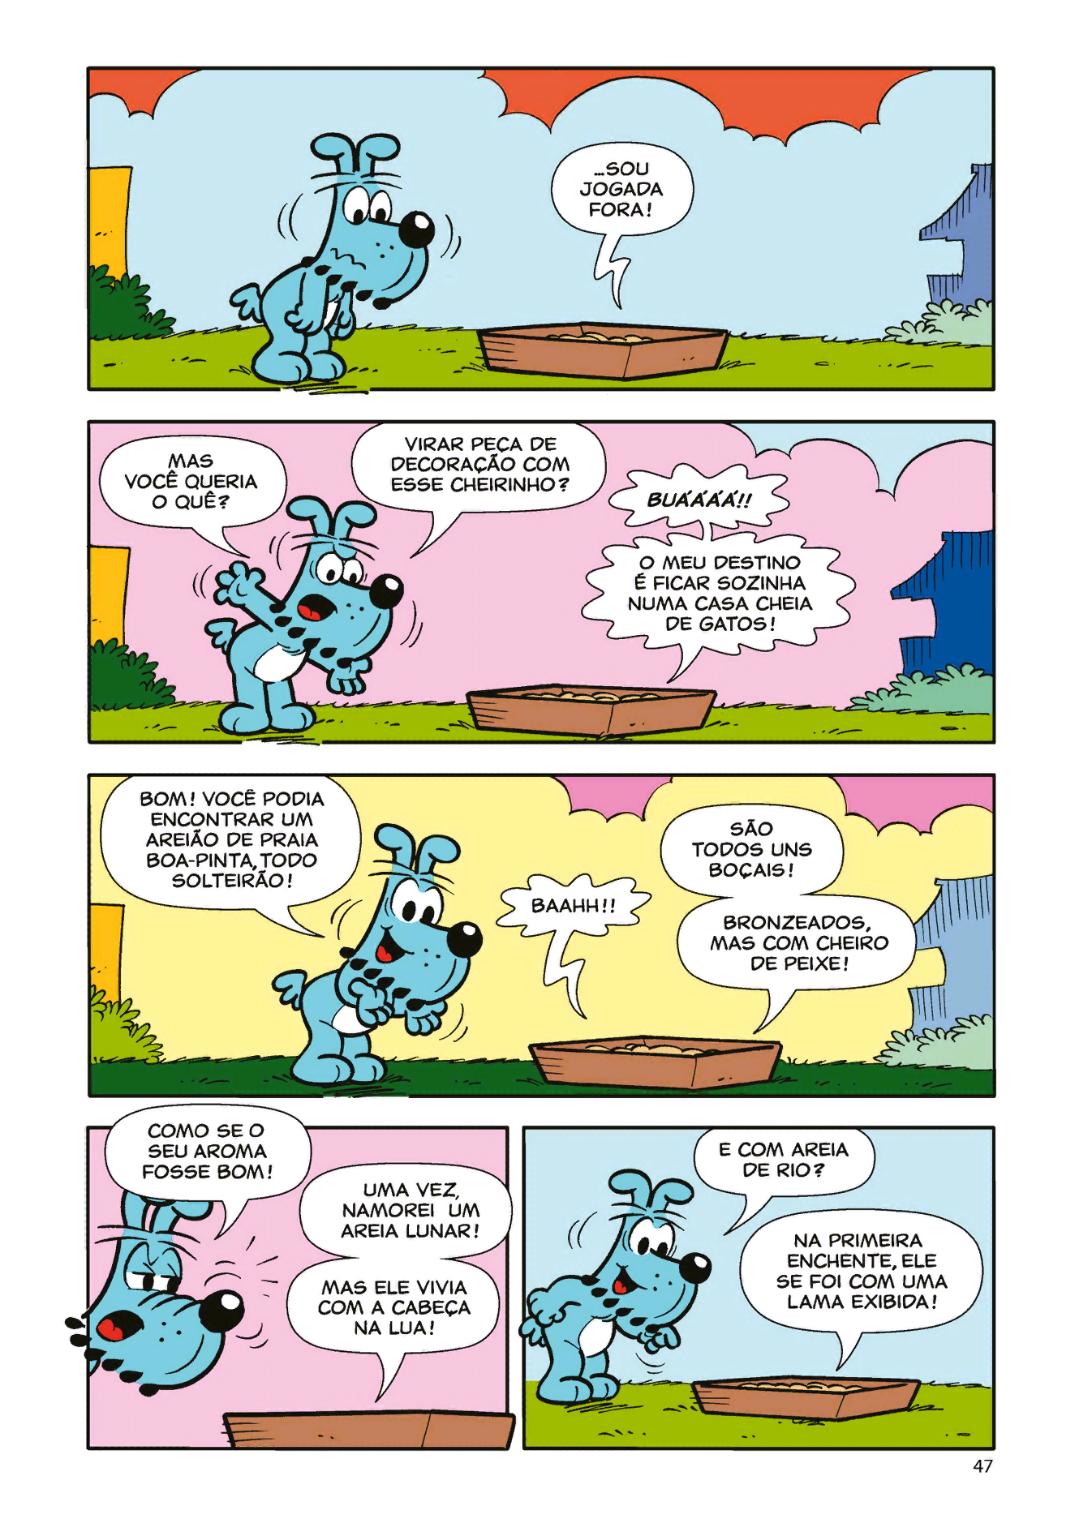 ...SOU
JOGADA
FORA!
MAS
VOCÊ QUERIA
O QUÊ?
VIRAR PEÇA DE
DECORAÇÃO COM
ESSE CHEIRINHO?
BUÁÁÁÁ!!
O MEU DESTINO
É FICAR SOZINHA
NUMA CASA CHEIA
DE GATOS!
BOM! VOCÊ PODIA
ENCONTRAR UM
AREIÃO DE PRAIA
BOA-PINTA, TODO
SOLTEIRÃO!
BAAHH!!
SÃO
TODOS UNS
BOÇAIS!
BRONZEADOS,
MAS COM CHEIRO
DE PEIXE!
COMO SE O
SEU AROMA
FOSSE BOM!
UMA VEZ,
NAMOREI UM
AREIA LUNAR!
MAS ELE VIVIA
COM A CABEÇA
NA LUA!
E COM AREIA
DE RIO?
NA PRIMEIRA
ENCHENTE, ELE
SE FOI COM UMA
LAMA EXIBIDA!
47